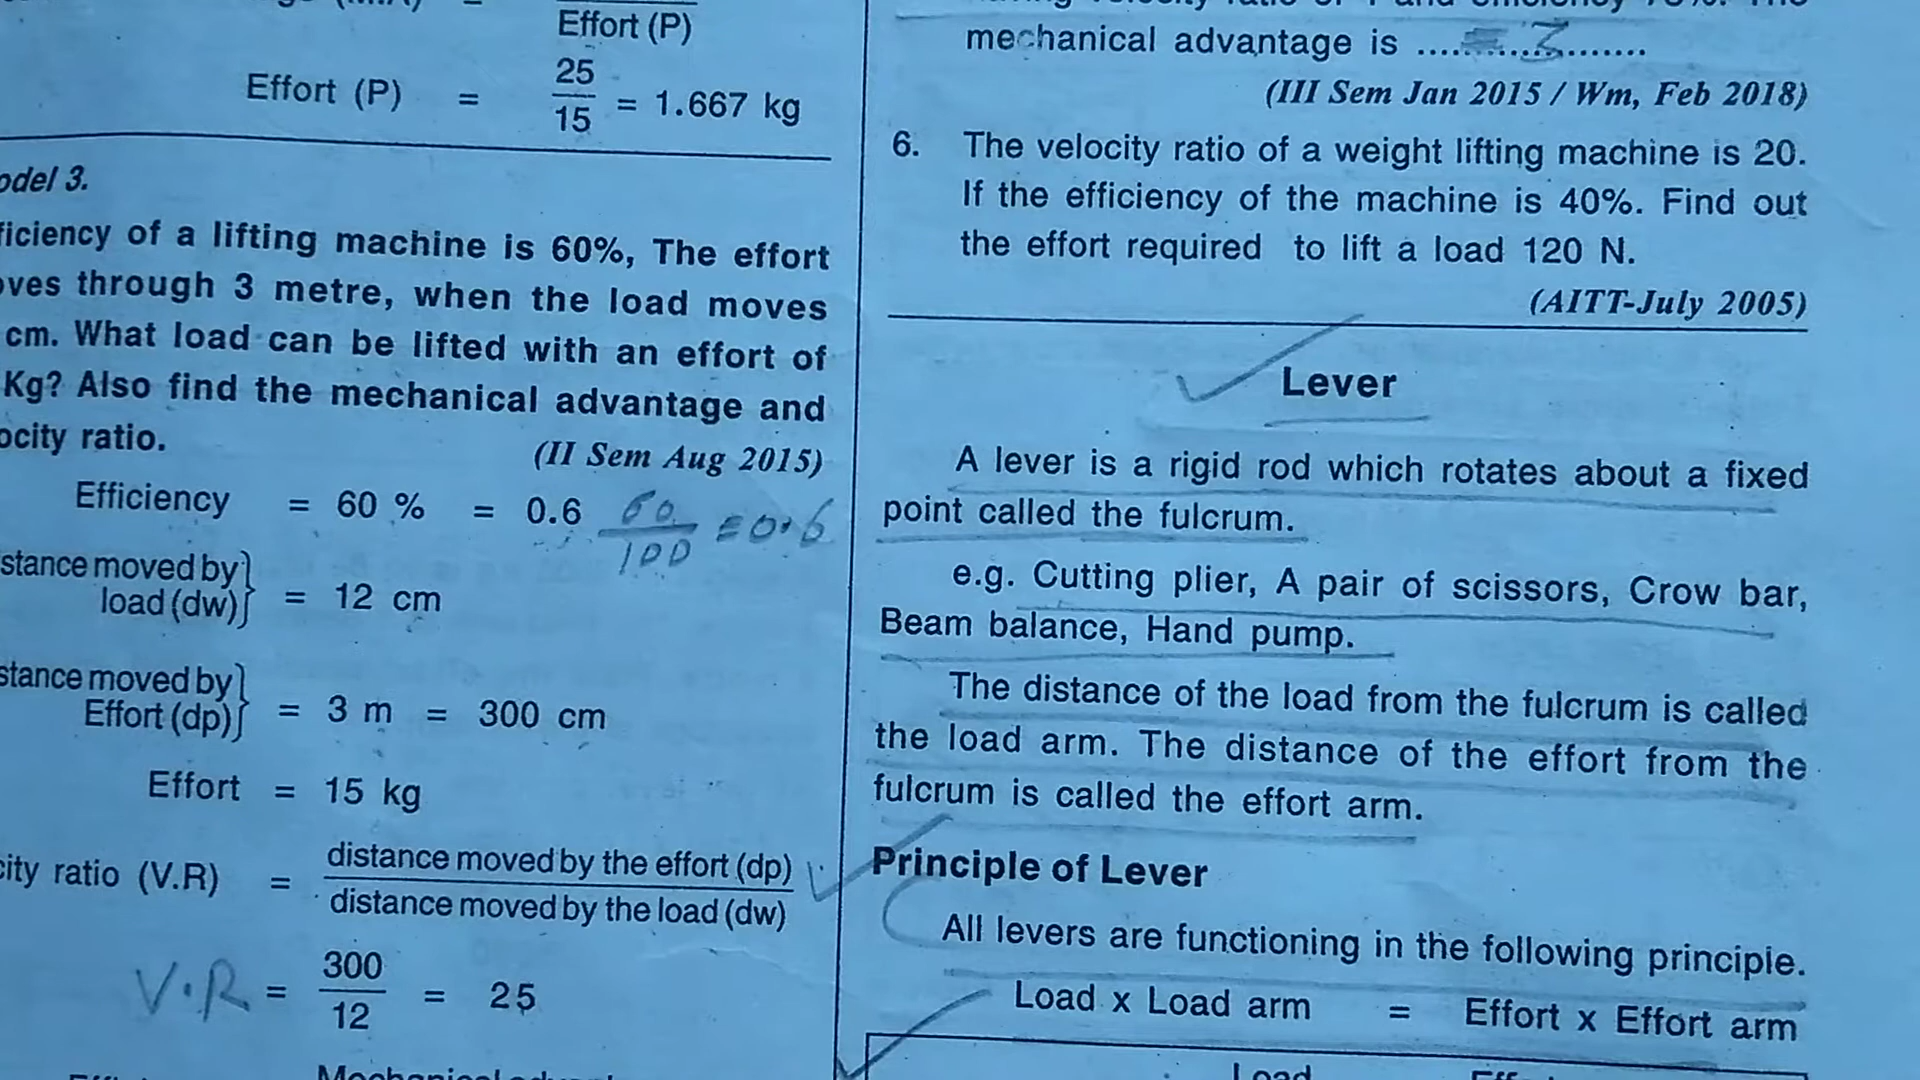 Effort (P)
Effort (P) = 25/15 = 1.667 kg
odel 3.
ficiency of a lifting machine is 60%, The effort
oves through 3 metre, when the load moves
cm. What load can be lifted with an effort of
Kg? Also find the mechanical advantage and
ocity ratio.
(II Sem Aug 2015)
Efficiency = 60 % = 0.6 60/100 = 0.6
stance moved by
load (dw) } = 12 cm
stance moved by
Effort (dp) } = 3 m = 300 cm
Effort = 15 kg
city ratio (V.R) = distance moved by the effort (dp)
distance moved by the load (dw)
V.R = 300/12 = 25
mechanical advantage is ........3........
(III Sem Jan 2015 / Wm, Feb 2018)
6. The velocity ratio of a weight lifting machine is 20.
If the efficiency of the machine is 40%. Find out
the effort required to lift a load 120 N.
(AITT-July 2005)
Lever
A lever is a rigid rod which rotates about a fixed
point called the fulcrum.
e.g. Cutting plier, A pair of scissors, Crow bar,
Beam balance, Hand pump.
The distance of the load from the fulcrum is called
the load arm. The distance of the effort from the
fulcrum is called the effort arm.
Principle of Lever
All levers are functioning in the following principle.
Load x Load arm = Effort x Effort arm
Load